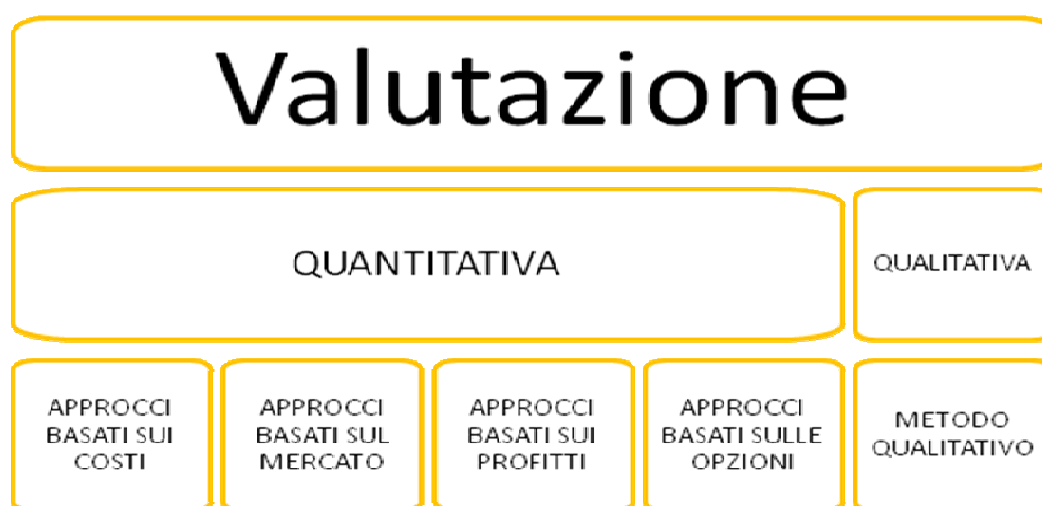 Valutazione
QUANTITATIVA
QUALITATIVA
APPROCCI
BASATI SUI
COSTI
APPROCCI
BASATI SUL
MERCATO
APPROCCI
BASATI SUI
PROFITTI
APPROCCI
BASATI SULLE
OPZIONI
METODO
QUALITATIVO